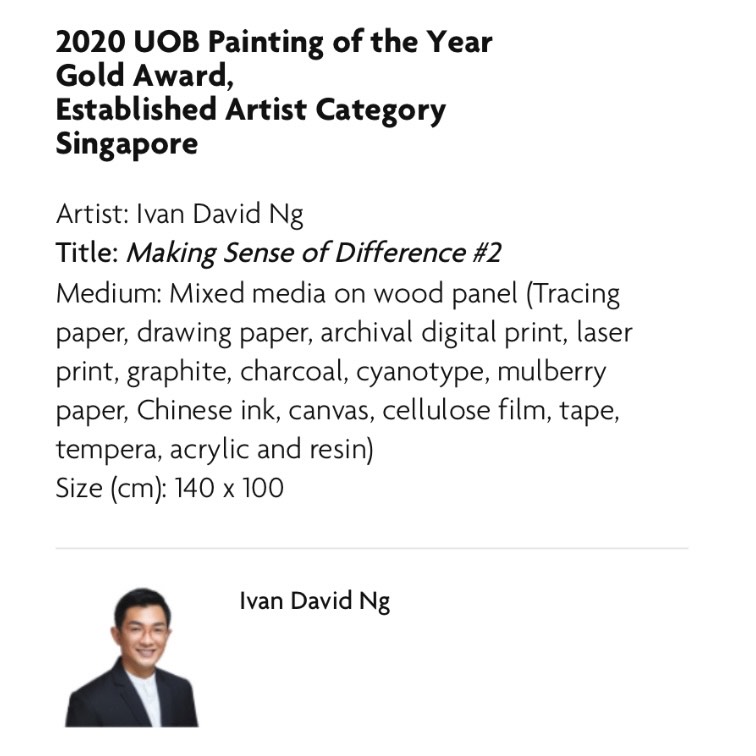 2020 UOB Painting of the Year
Gold Award,
Established Artist Category
Singapore
Artist: Ivan David Ng
Title: Making Sense of Difference #2
Medium: Mixed media on wood panel (Tracing
paper, drawing paper, archival digital print, laser
print, graphite, charcoal, cyanotype, mulberry
paper, Chinese ink, canvas, cellulose film, tape,
tempera, acrylic and resin)
Size (cm): 140 x 100
Ivan David Ng